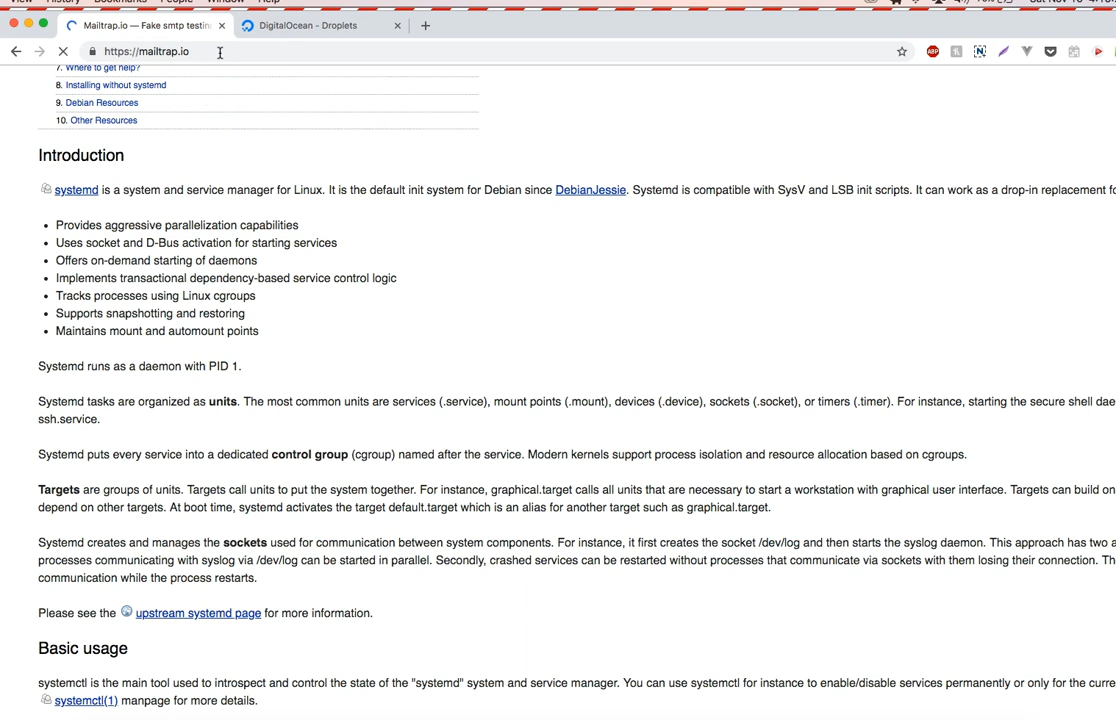 View History Bookmarks People Window Help
Mailtrap.io — Fake smtp testin
DigitalOcean - Droplets
https://mailtrap.io
ABP
7. Where to get help?
8. Installing without systemd
9. Debian Resources
10. Other Resources
Introduction
systemd is a system and service manager for Linux. It is the default init system for Debian since DebianJessie. Systemd is compatible with SysV and LSB init scripts. It can work as a drop-in replacement fo
• Provides aggressive parallelization capabilities
• Uses socket and D-Bus activation for starting services
• Offers on-demand starting of daemons
• Implements transactional dependency-based service control logic
• Tracks processes using Linux cgroups
• Supports snapshotting and restoring
• Maintains mount and automount points
Systemd runs as a daemon with PID 1.
Systemd tasks are organized as units. The most common units are services (.service), mount points (.mount), devices (.device), sockets (.socket), or timers (.timer). For instance, starting the secure shell dae
ssh.service.
Systemd puts every service into a dedicated control group (cgroup) named after the service. Modern kernels support process isolation and resource allocation based on cgroups.
Targets are groups of units. Targets call units to put the system together. For instance, graphical.target calls all units that are necessary to start a workstation with graphical user interface. Targets can build on
depend on other targets. At boot time, systemd activates the target default.target which is an alias for another target such as graphical.target.
Systemd creates and manages the sockets used for communication between system components. For instance, it first creates the socket /dev/log and then starts the syslog daemon. This approach has two a
processes communicating with syslog via /dev/log can be started in parallel. Secondly, crashed services can be restarted without processes that communicate via sockets with them losing their connection. Th
communication while the process restarts.
Please see the upstream systemd page for more information.
Basic usage
systemctl is the main tool used to introspect and control the state of the "systemd" system and service manager. You can use systemctl for instance to enable/disable services permanently or only for the curre
systemctl(1) manpage for more details.